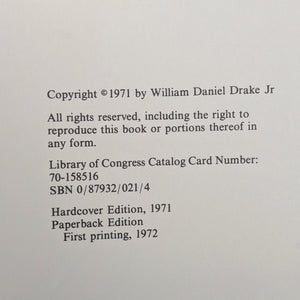 Copyright ©1971 by William Daniel Drake Jr
All rights reserved, including the right to
reproduce this book or portions thereof in
any form.
Library of Congress Catalog Card Number:
70-158516
SBN 0/87932/021/4
Hardcover Edition, 1971
Paperback Edition
First printing, 1972